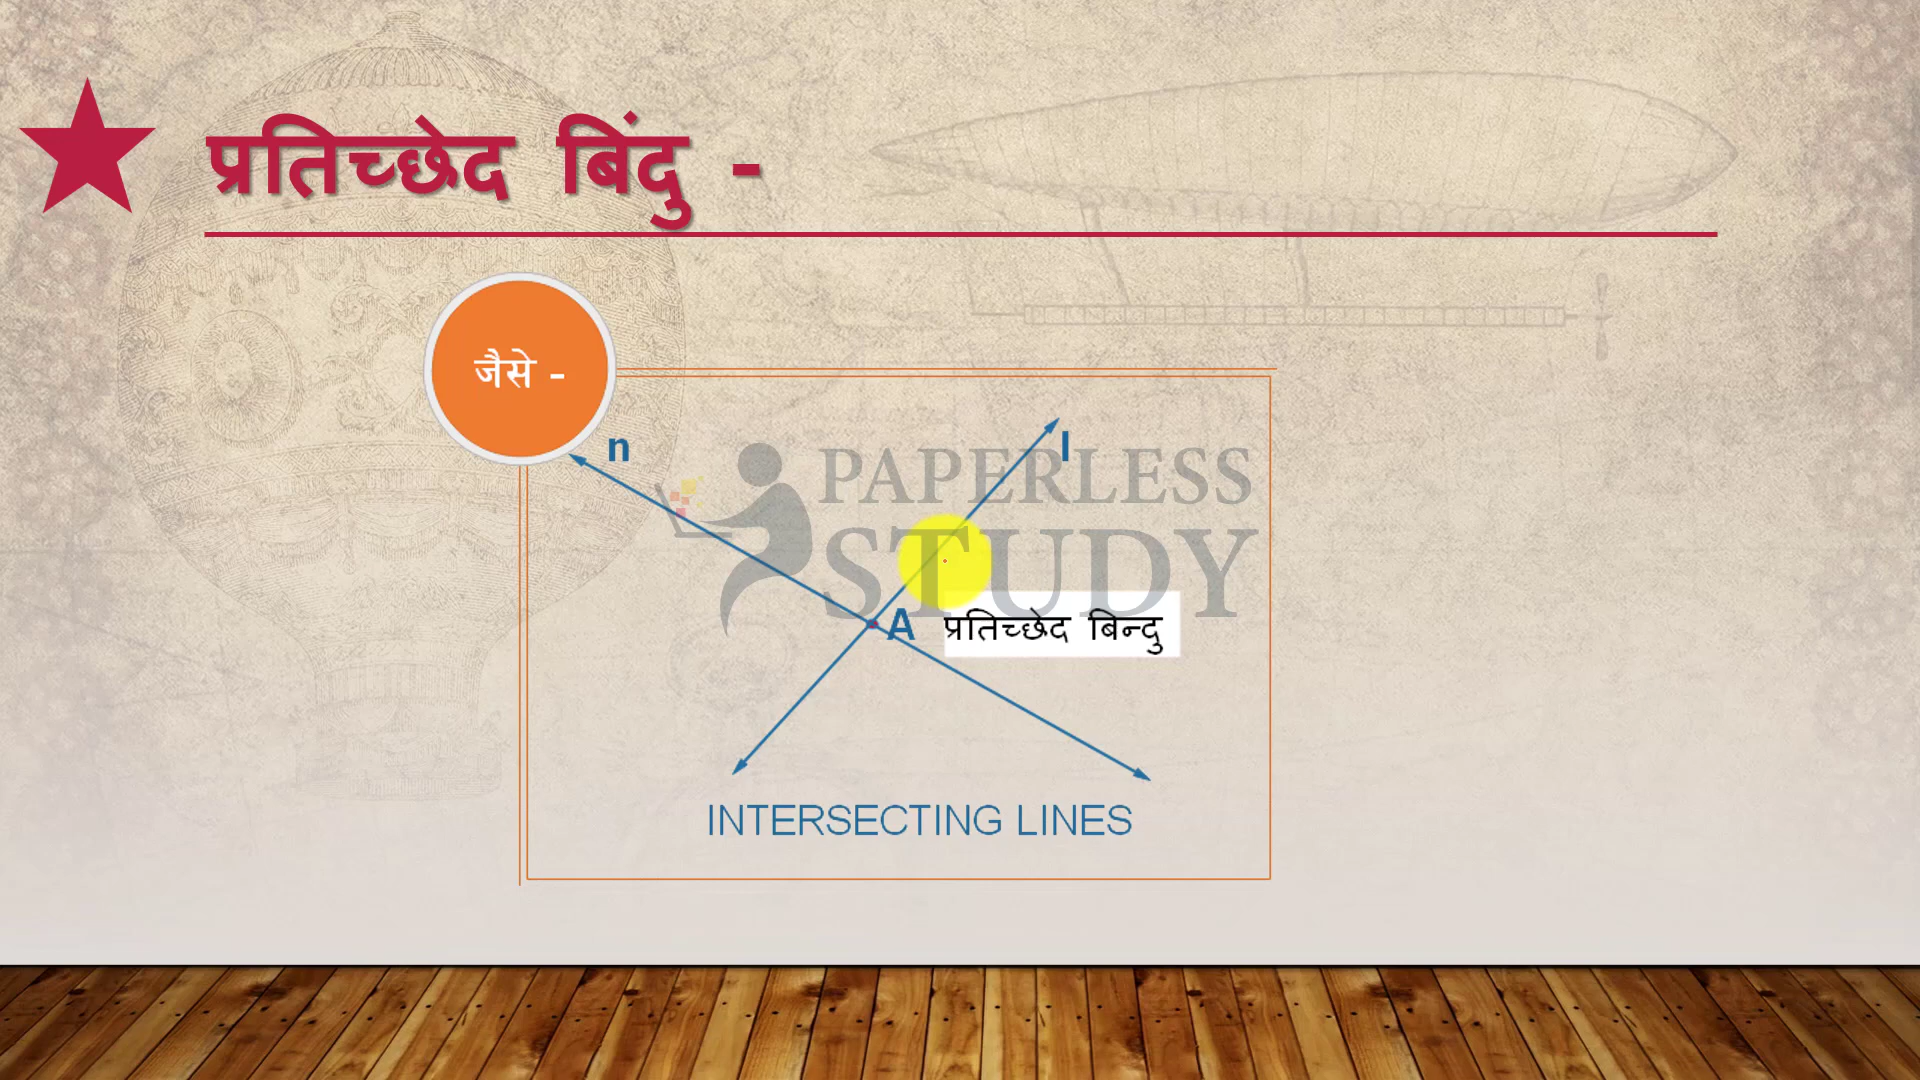 प्रतिच्छेद बिंदु -
जैसे -
n
l
PAPERLESS
STUDY
A
प्रतिच्छेद बिन्दु
INTERSECTING LINES